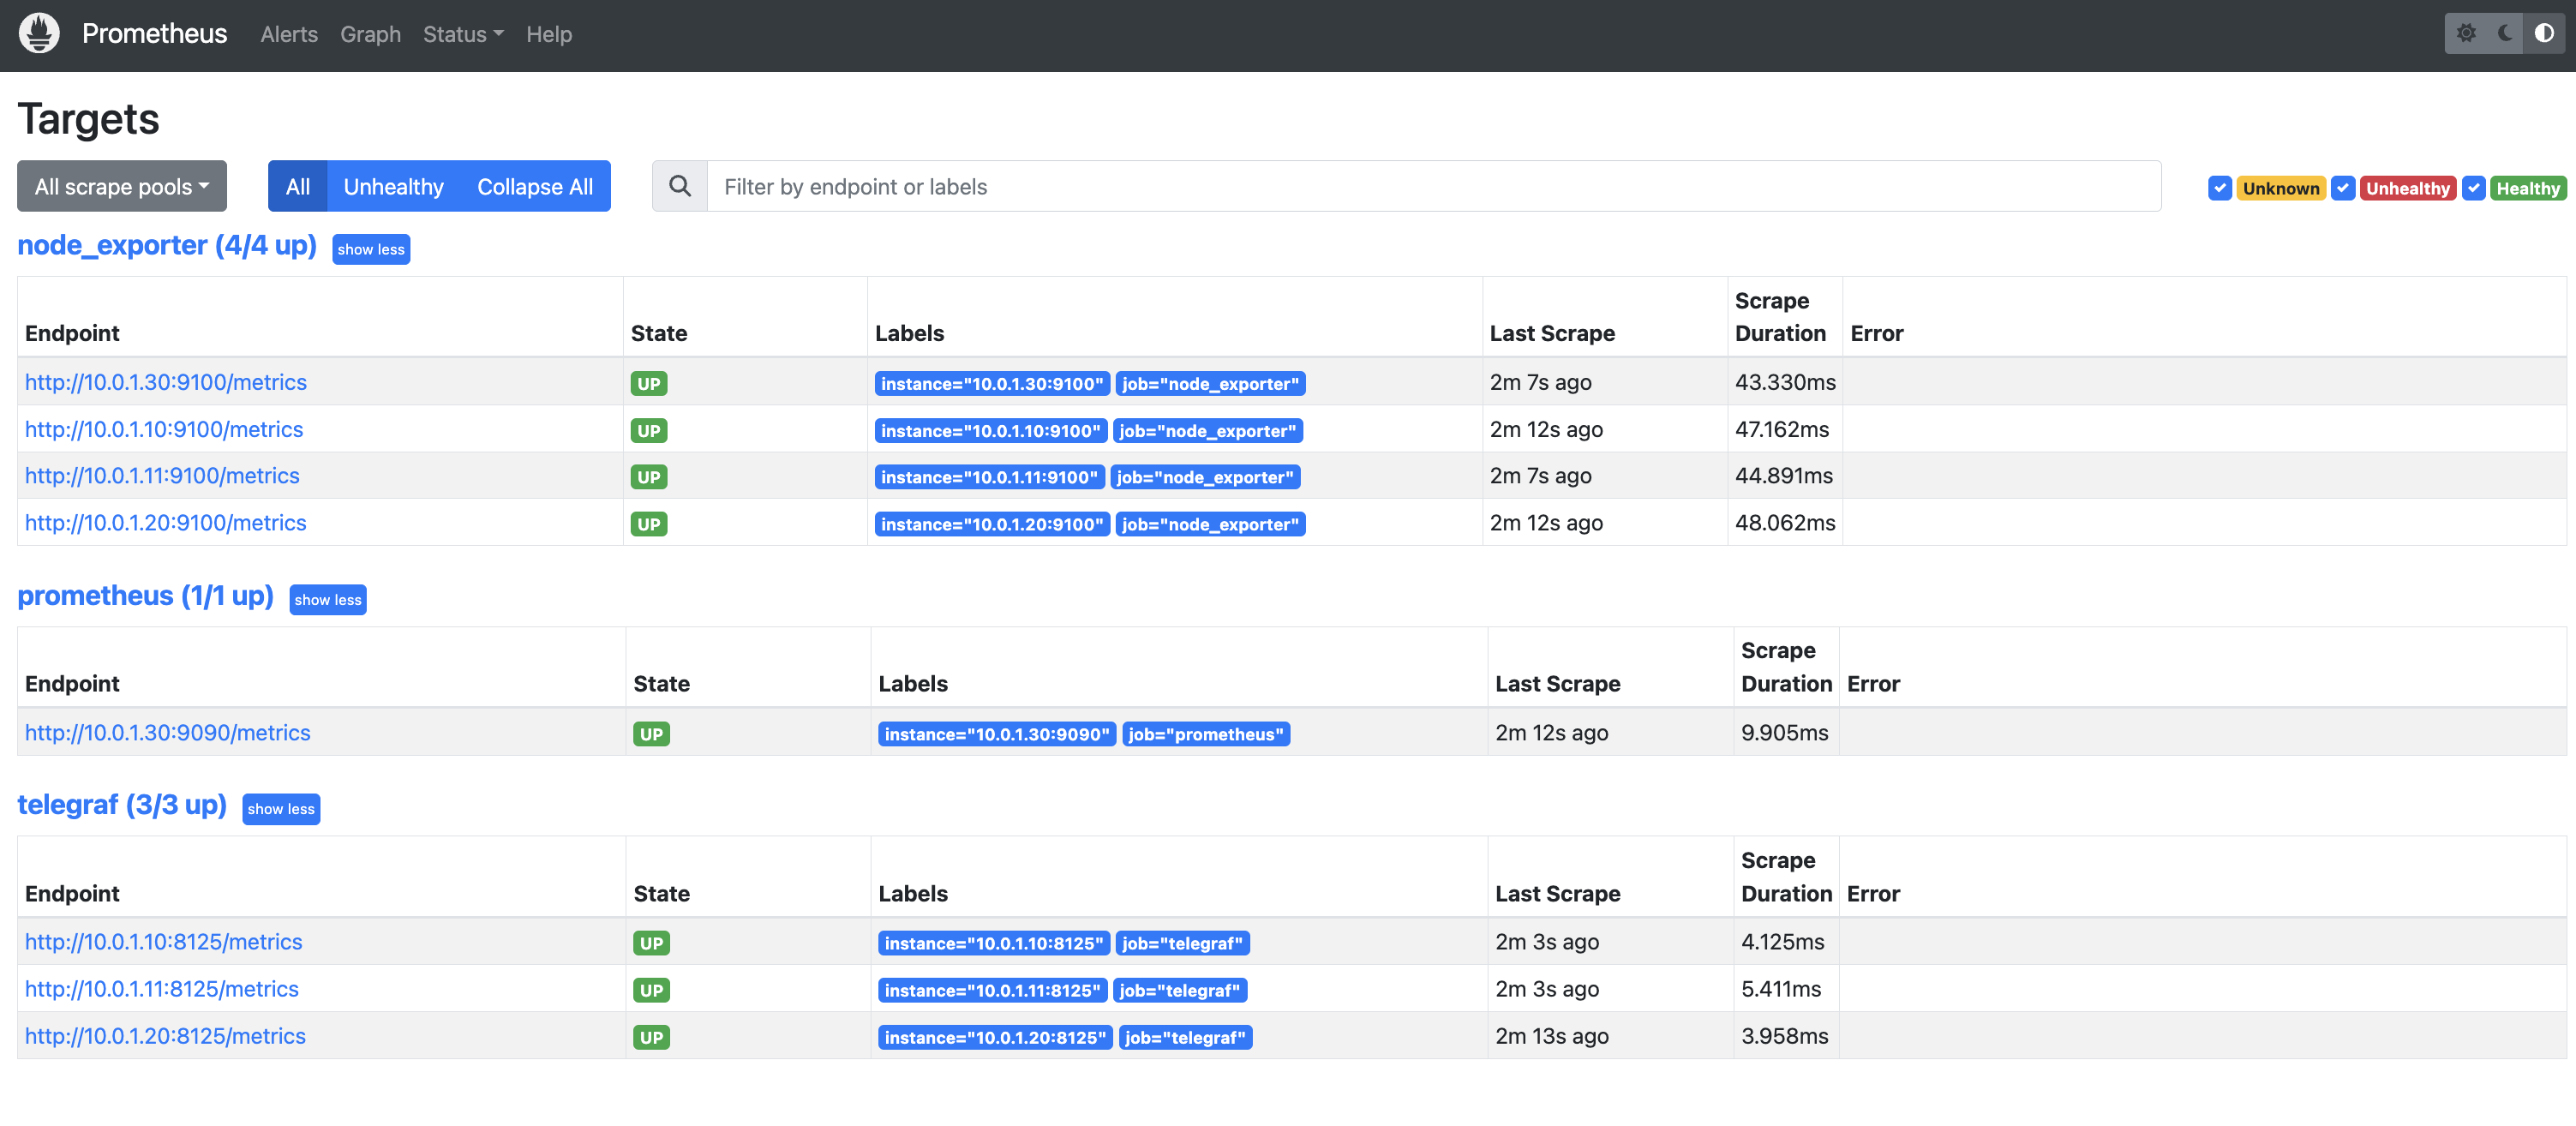 Prometheus Alerts Graph Status Help
Targets
All scrape pools All Unhealthy Collapse All Filter by endpoint or labels Unknown Unhealthy Healthy
node_exporter (4/4 up) show less
Endpoint State Labels Last Scrape Scrape Duration Error
http://10.0.1.30:9100/metrics UP instance="10.0.1.30:9100" job="node_exporter" 2m 7s ago 43.330ms
http://10.0.1.10:9100/metrics UP instance="10.0.1.10:9100" job="node_exporter" 2m 12s ago 47.162ms
http://10.0.1.11:9100/metrics UP instance="10.0.1.11:9100" job="node_exporter" 2m 7s ago 44.891ms
http://10.0.1.20:9100/metrics UP instance="10.0.1.20:9100" job="node_exporter" 2m 12s ago 48.062ms
prometheus (1/1 up) show less
Endpoint State Labels Last Scrape Scrape Duration Error
http://10.0.1.30:9090/metrics UP instance="10.0.1.30:9090" job="prometheus" 2m 12s ago 9.905ms
telegraf (3/3 up) show less
Endpoint State Labels Last Scrape Scrape Duration Error
http://10.0.1.10:8125/metrics UP instance="10.0.1.10:8125" job="telegraf" 2m 3s ago 4.125ms
http://10.0.1.11:8125/metrics UP instance="10.0.1.11:8125" job="telegraf" 2m 3s ago 5.411ms
http://10.0.1.20:8125/metrics UP instance="10.0.1.20:8125" job="telegraf" 2m 13s ago 3.958ms